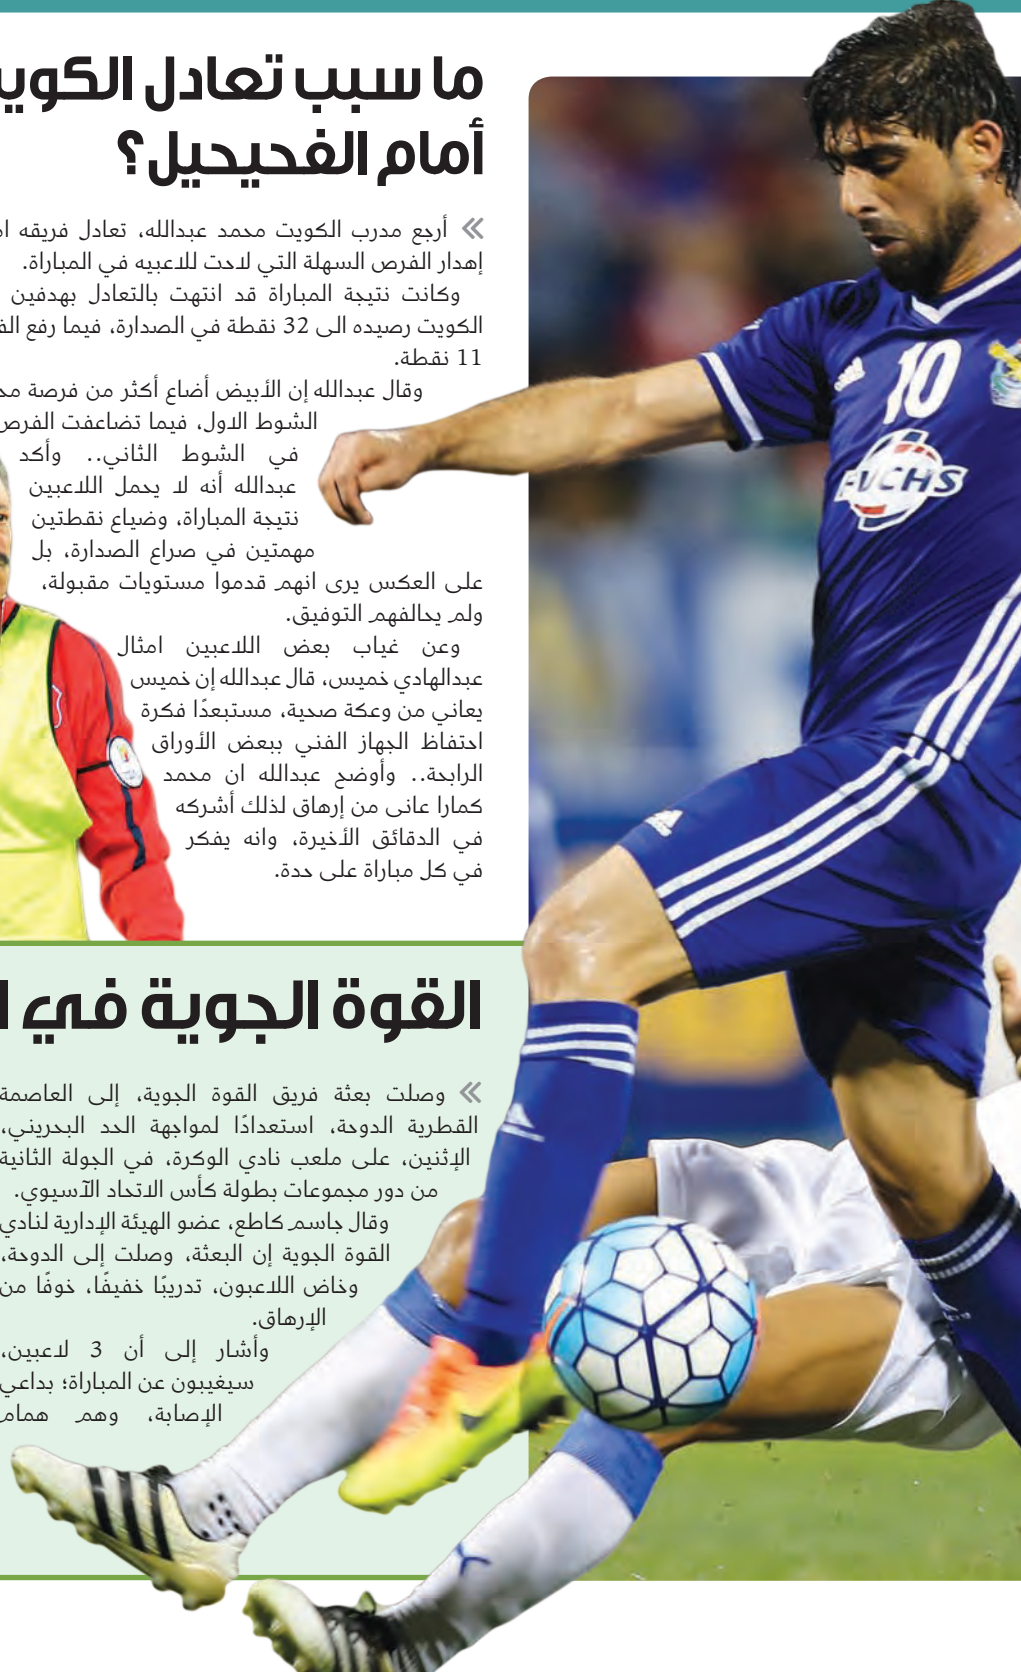 ما سبب تعادل
أمام الفحيحيل؟
» أرجع مدرب الكويت محمد عبدالله، تعادل فريقه
إهدار الفرص السهلة التي لاحت للاعبيه في المباراة.
وكانت نتيجة المباراة قد انتهت بالتعادل بهدفين
الكويت رصيده الى 32 نقطة في الصدارة، فيما رفع
11 نقطة.
وقال عبدالله إن الأبيض أضاع أكثر من فرصة
الشوط الاول، فيما تضاعفت الفرص
في الشوط الثاني.. وأكد
عبدالله أنه لا يحمل اللاعبين
نتيجة المباراة، وضياع نقطتين
مهمتين في صراع الصدارة، بل
على العكس يرى انهم قدموا مستويات مقبولة،
ولم يحالفهم التوفيق.
وعن غياب بعض اللاعبين امثال
عبدالهادي خميس، قال عبدالله إن خميس
يعاني من وعكة صحية، مستبعدًا فكرة
احتفاظ الجهاز الفني ببعض الأوراق
الرابحة.. وأوضح عبدالله ان محمد
كمارا عانى من إرهاق لذلك أشركه
في الدقائق الأخيرة، وانه يفكر
في كل مباراة على حدة.
10
FUCHS
القوة الجوية في
» وصلت بعثة فريق القوة الجوية، إلى العاصمة
القطرية الدوحة، استعدادًا لمواجهة الحد البحريني،
الإثنين، على ملعب نادي الوكرة، في الجولة الثانية
من دور مجموعات بطولة كأس الاتحاد الآسيوي.
وقال جاسم كاطع، عضو الهيئة الإدارية لنادي
القوة الجوية إن البعثة، وصلت إلى الدوحة،
وخاض اللاعبون، تدريبًا خفيفًا، خوفًا من
الإرهاق.
وأشار إلى أن 3 لاعبين،
سيغيبون عن المباراة؛ بداعي
الإصابة، وهم همام